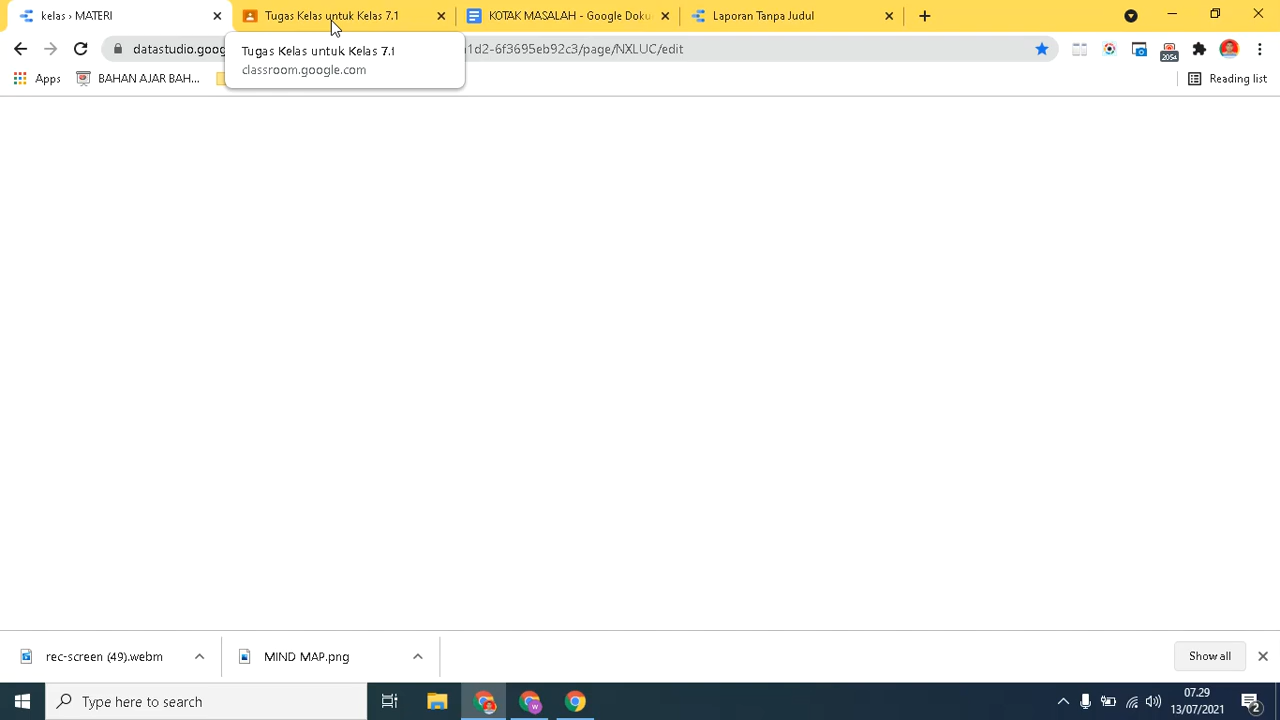 kelas › MATERI
Tugas Kelas untuk Kelas 7.1
KOTAK MASALAH - Google Doku
Laporan Tanpa Judul
datastudio.goog
1d2-6f3695eb92c3/page/NXLUC/edit
Tugas Kelas untuk Kelas 7.1
classroom.google.com
2054
Apps
BAHAN AJAR BAH...
Reading list
rec-screen (49).webm
MIND MAP.png
Show all
Type here to search
W
07.29
13/07/2021
2